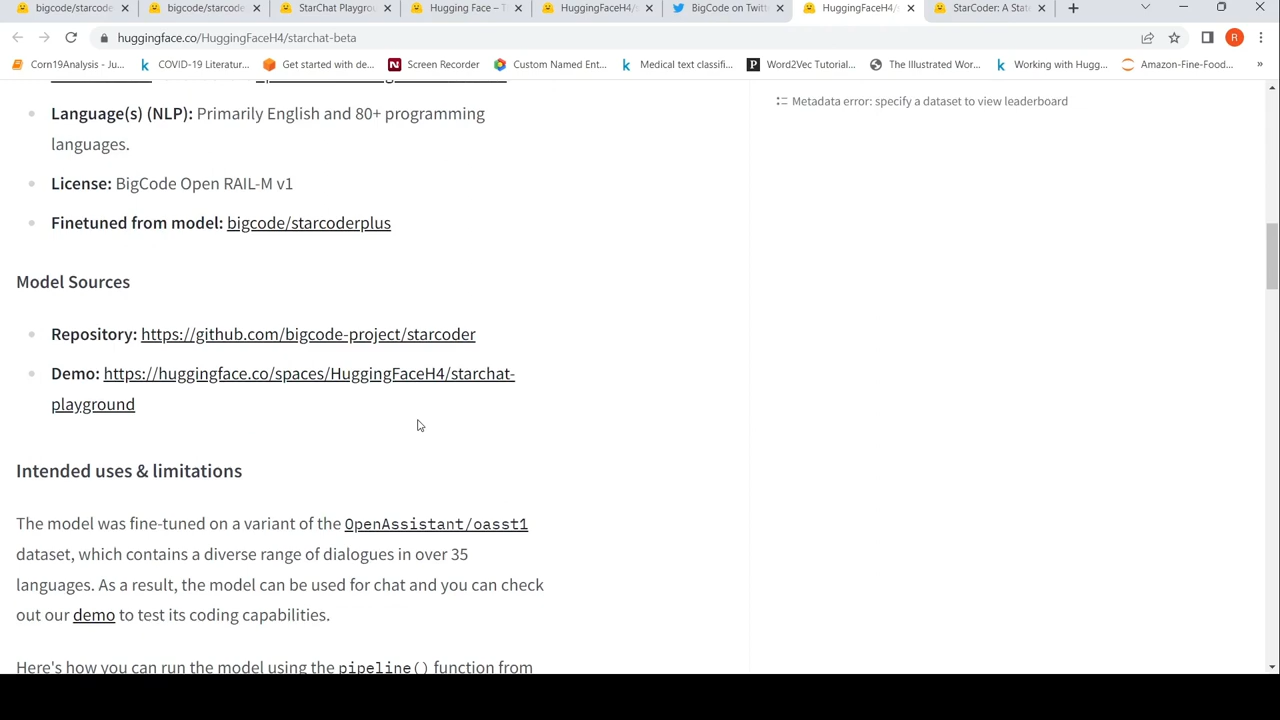 bigcode/starcode
bigcode/starcode
StarChat Playgrou
Hugging Face – T
HuggingFaceH4/s
BigCode on Twitt
HuggingFaceH4/s
StarCoder: A Stat
huggingface.co/HuggingFaceH4/starchat-beta
R
Corn19Analysis - Ju...
COVID-19 Literatur...
Get started with de...
Screen Recorder
Custom Named Ent...
Medical text classifi...
Word2Vec Tutorial...
The Illustrated Wor...
Working with Hugg...
Amazon-Fine-Food...
»
Metadata error: specify a dataset to view leaderboard
Language(s) (NLP): Primarily English and 80+ programming
languages.
License: BigCode Open RAIL-M v1
Finetuned from model: bigcode/starcoderplus
Model Sources
Repository: https://github.com/bigcode-project/starcoder
Demo: https://huggingface.co/spaces/HuggingFaceH4/starchat-
playground
Intended uses & limitations
The model was fine-tuned on a variant of the OpenAssistant/oasst1
dataset, which contains a diverse range of dialogues in over 35
languages. As a result, the model can be used for chat and you can check
out our demo to test its coding capabilities.
Here's how you can run the model using the pipeline() function from